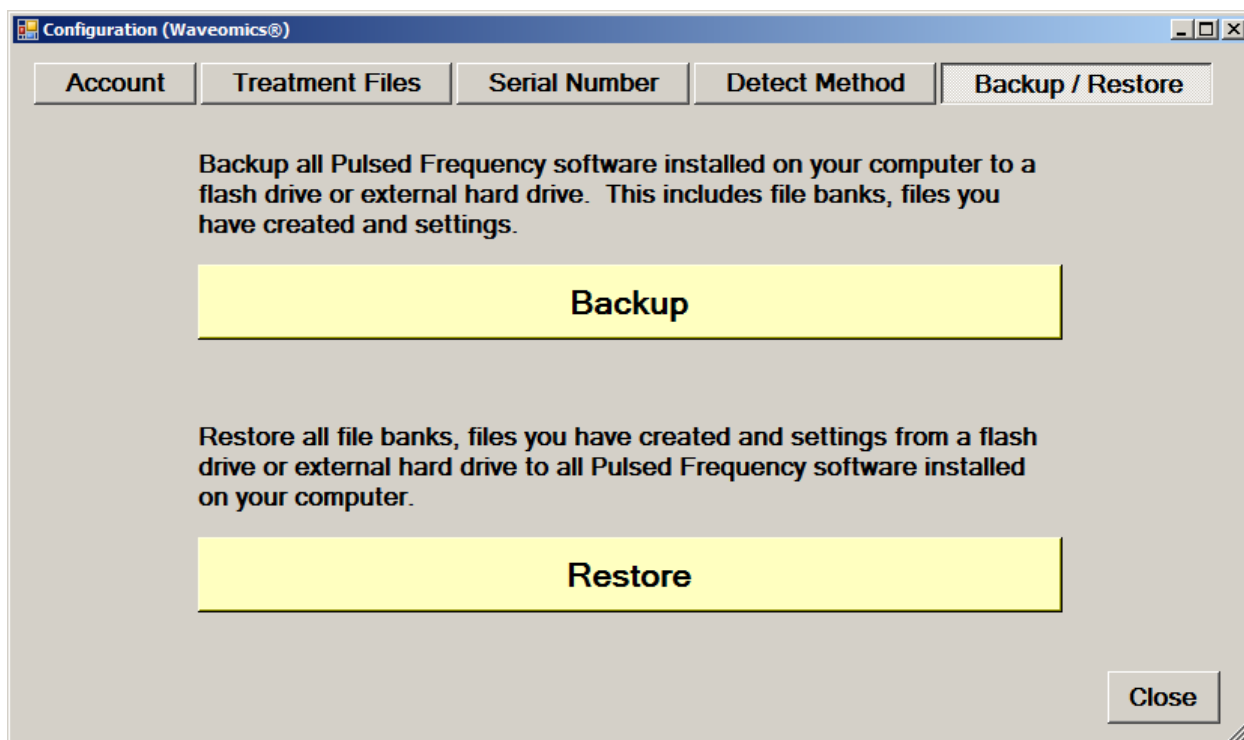 Configuration (Waveomics®)
Account Treatment Files Serial Number Detect Method Backup / Restore
Backup all Pulsed Frequency software installed on your computer to a
flash drive or external hard drive.  This includes file banks, files you
have created and settings.
Backup
Restore all file banks, files you have created and settings from a flash
drive or external hard drive to all Pulsed Frequency software installed
on your computer.
Restore
Close